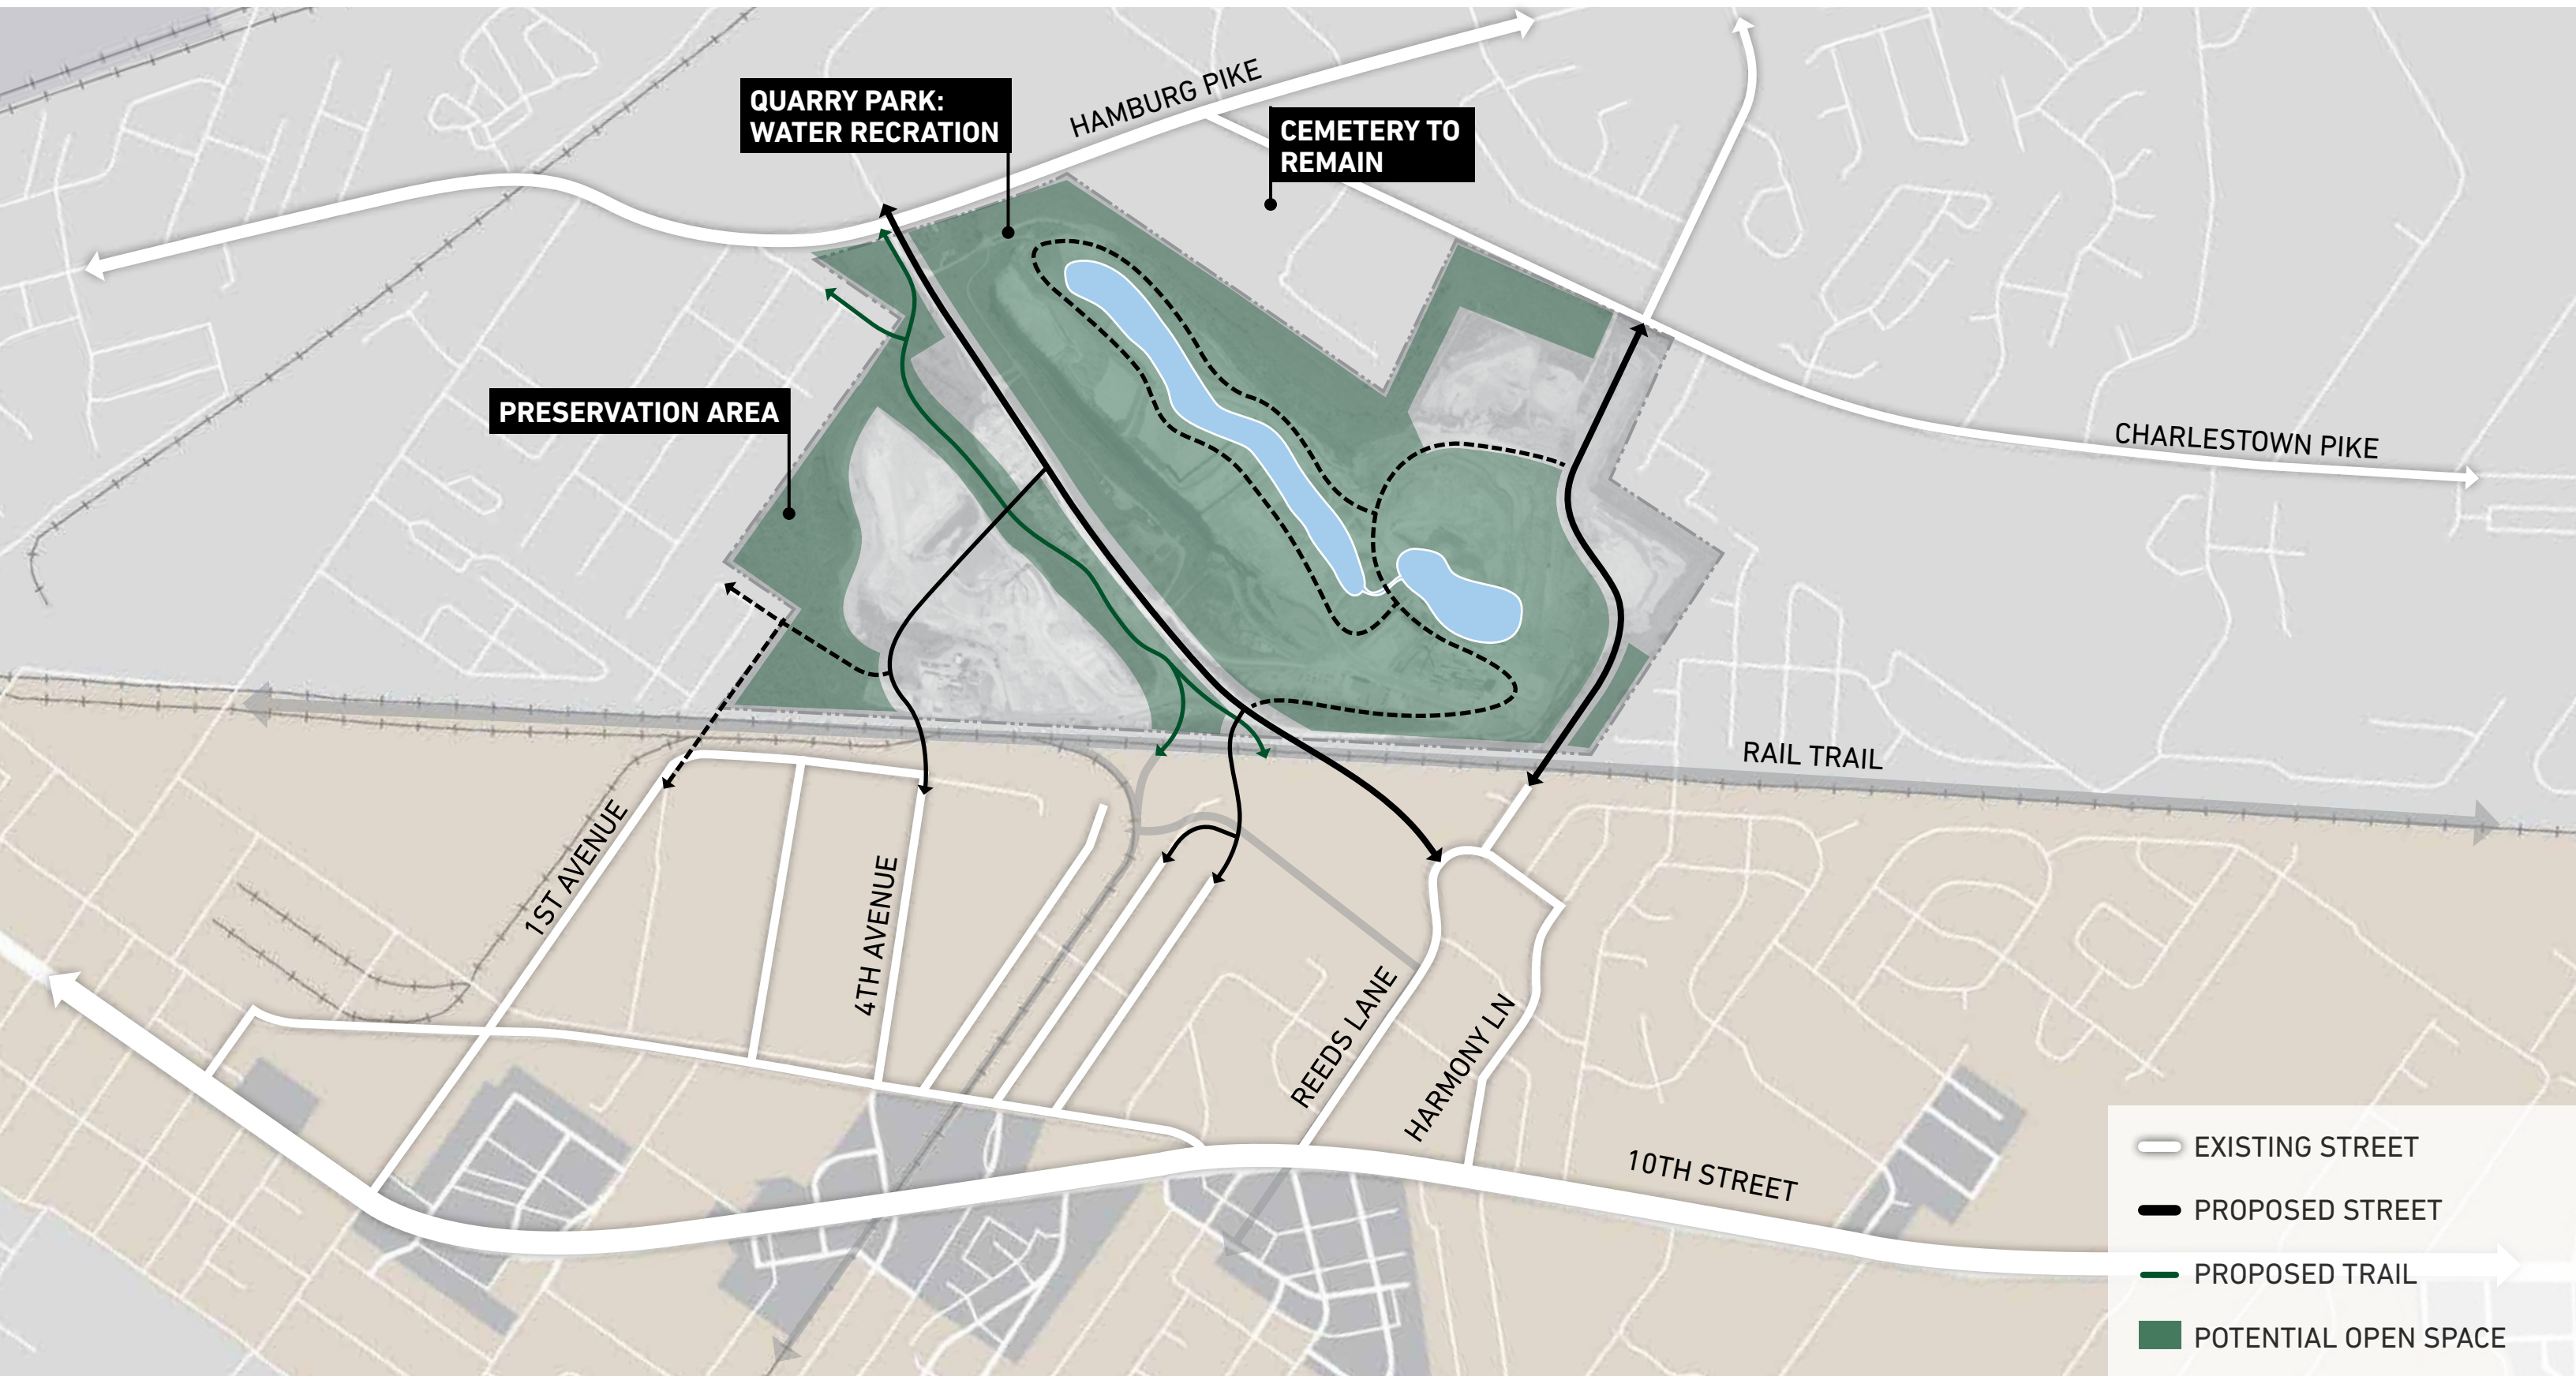 HAMBURG PIKE
QUARRY PARK:
WATER RECRATION
CEMETERY TO
REMAIN
PRESERVATION AREA
CHARLESTOWN PIKE
RAIL TRAIL
1ST AVENUE
4TH AVENUE
REEDS LANE
HARMONY LN
10TH STREET
EXISTING STREET
PROPOSED STREET
PROPOSED TRAIL
POTENTIAL OPEN SPACE